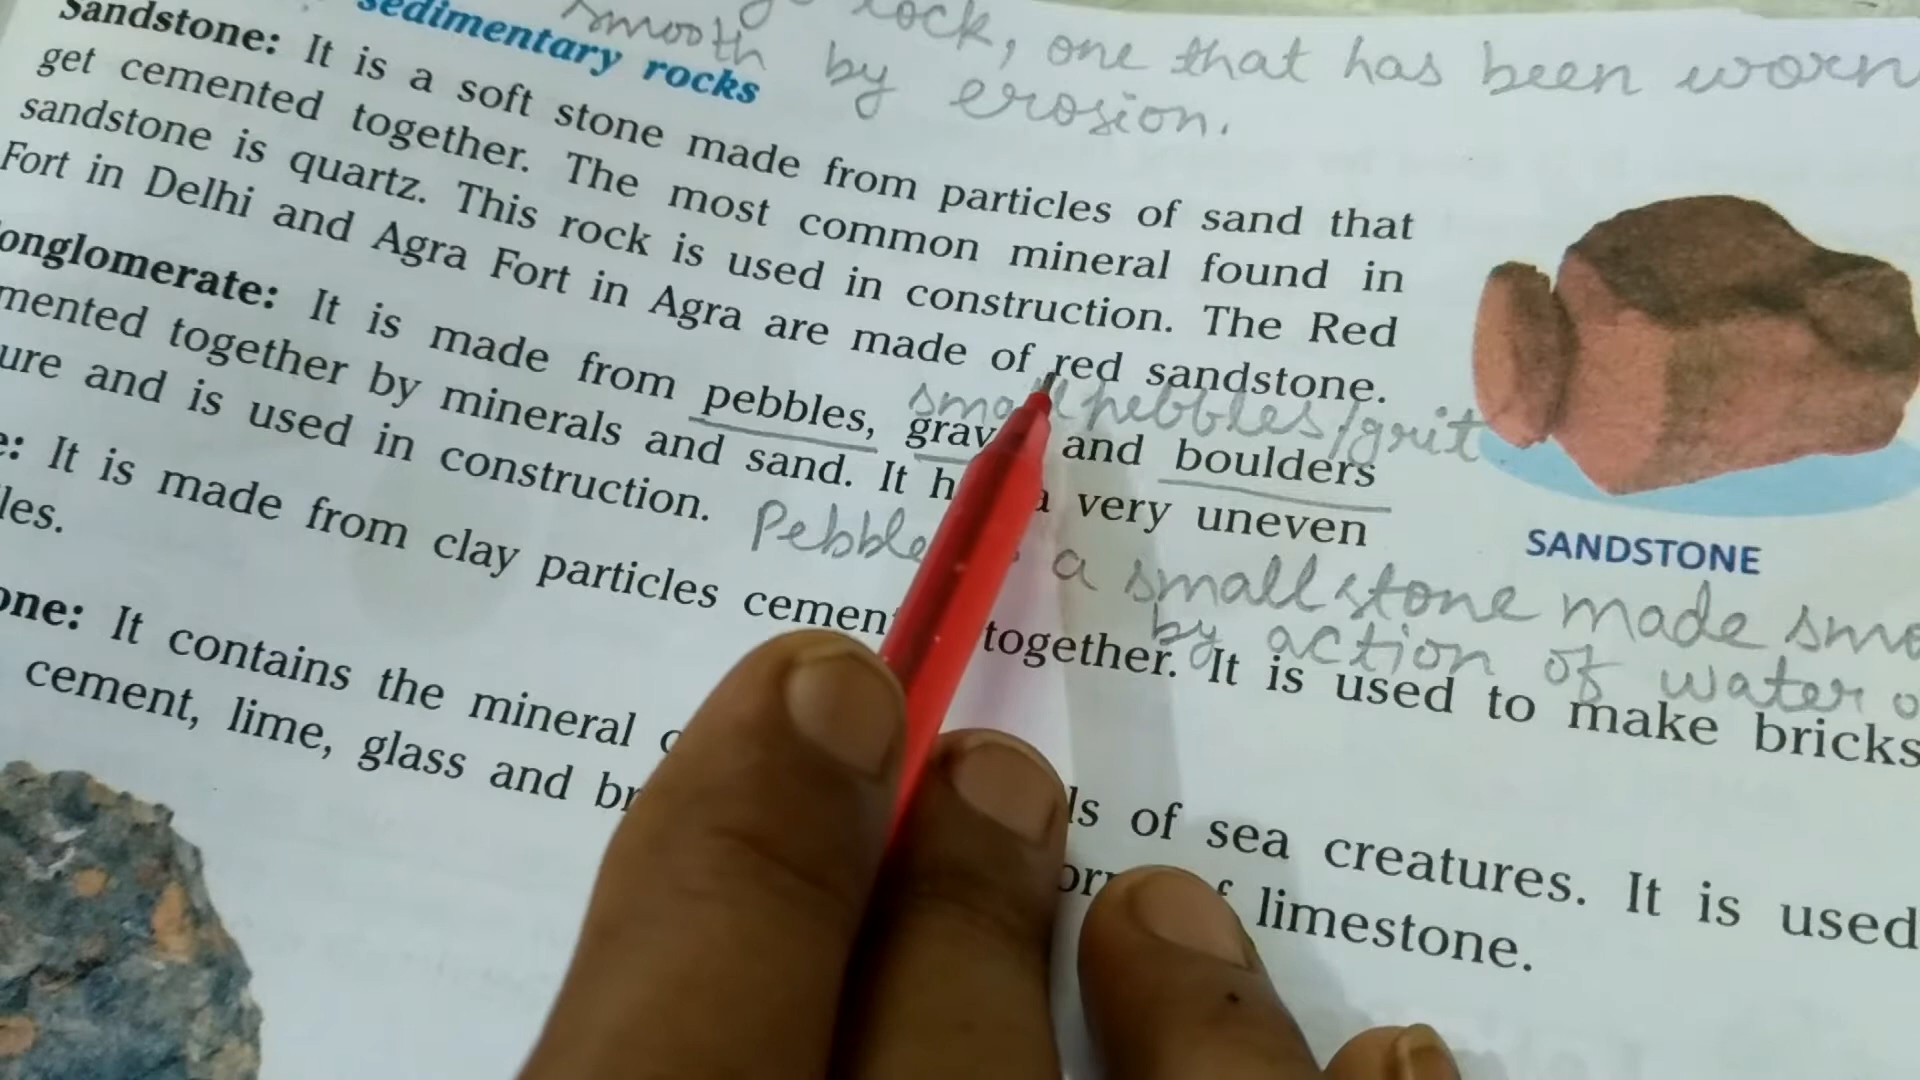 rock, one that has been worn
smooth by erosion.
sedimentary rocks
Sandstone: It is a soft stone made from particles of sand that
get cemented together. The most common mineral found in
sandstone is quartz. This rock is used in construction. The Red
Fort in Delhi and Agra Fort in Agra are made of red sandstone.
small pebbles/grit
onglomerate: It is made from pebbles, grav and boulders
mented together by minerals and sand. It h a very uneven
ure and is used in construction.
Pebble a small stone made smo
by action of water o
e: It is made from clay particles cemen together. It is used to make bricks
les.
one: It contains the mineral c ls of sea creatures. It is used
cement, lime, glass and br of limestone.
SANDSTONE